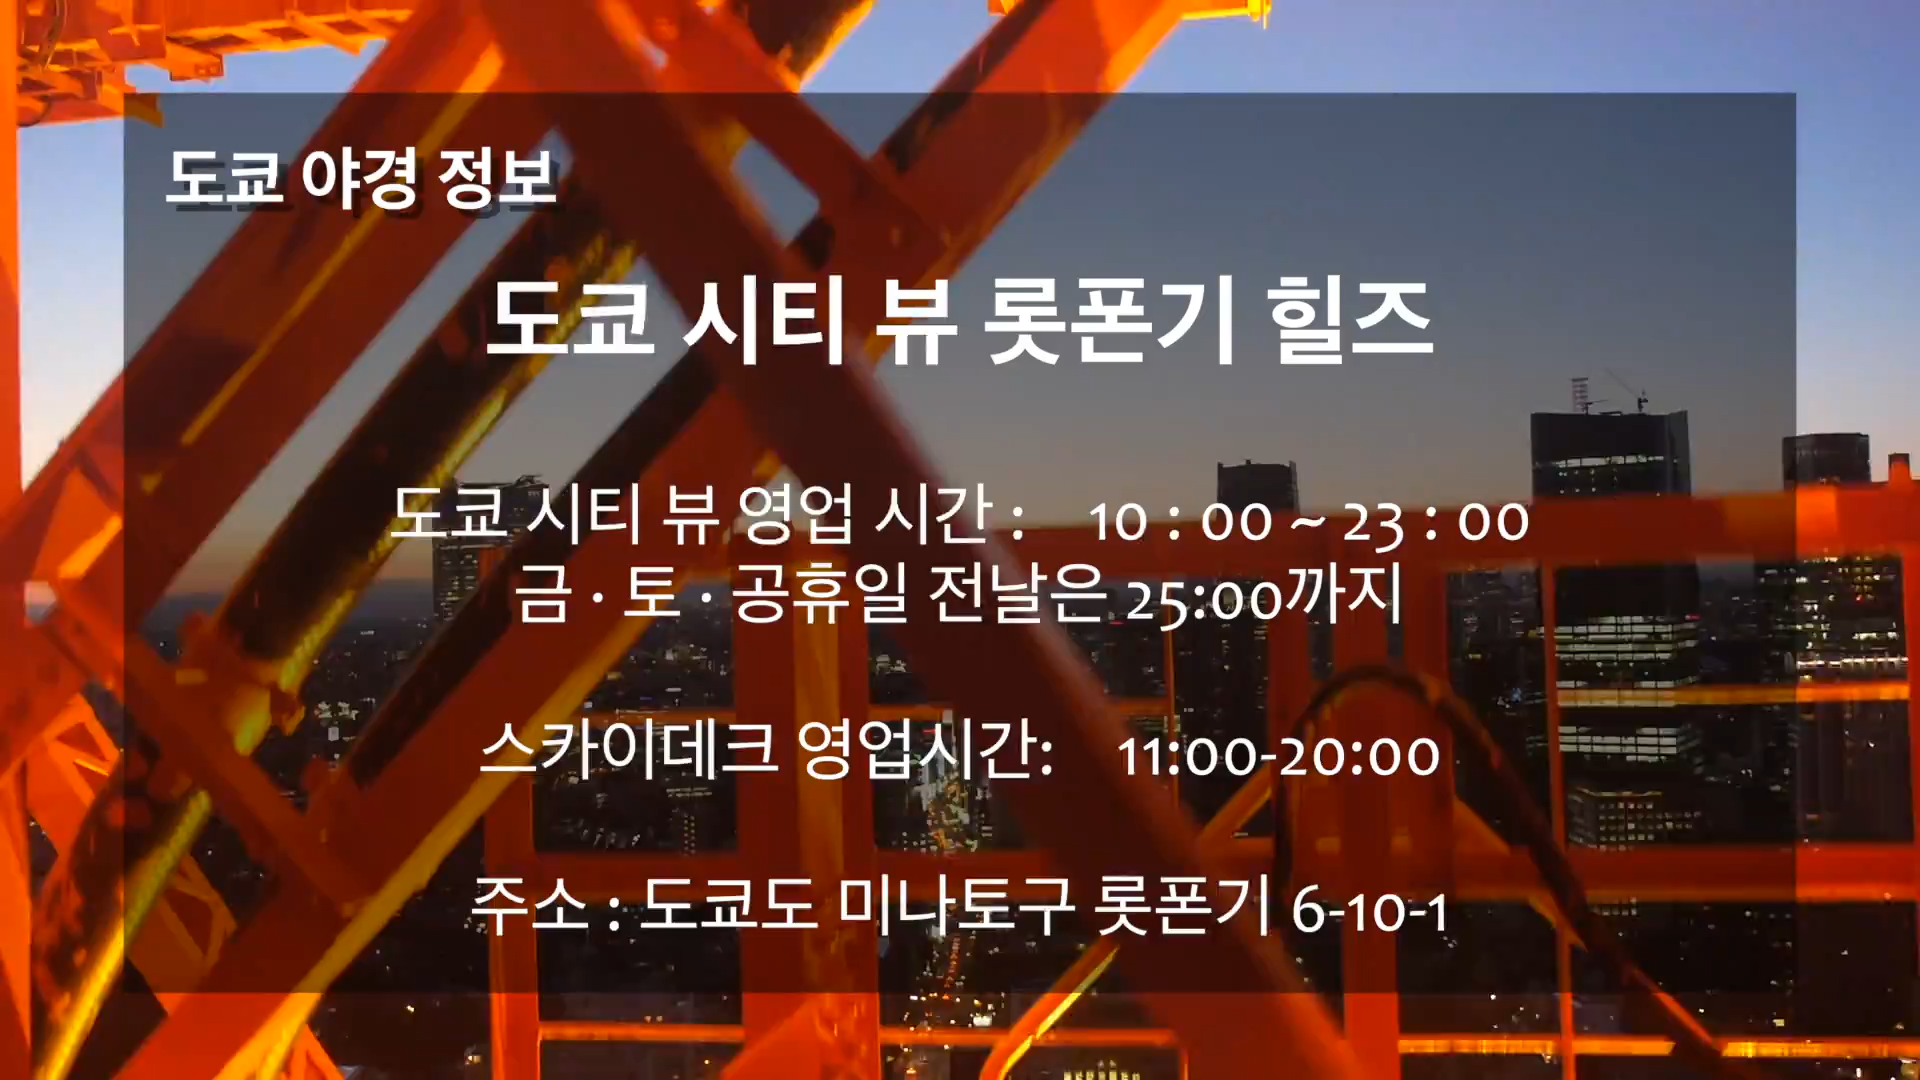 도쿄 야경 정보
도쿄 시티 뷰 롯폰기 힐즈
도쿄 시티 뷰 영업 시간 : 10 : 00 ~ 23 : 00
금 · 토 · 공휴일 전날은 25:00까지
스카이데크 영업시간: 11:00-20:00
주소 : 도쿄도 미나토구 롯폰기 6-10-1